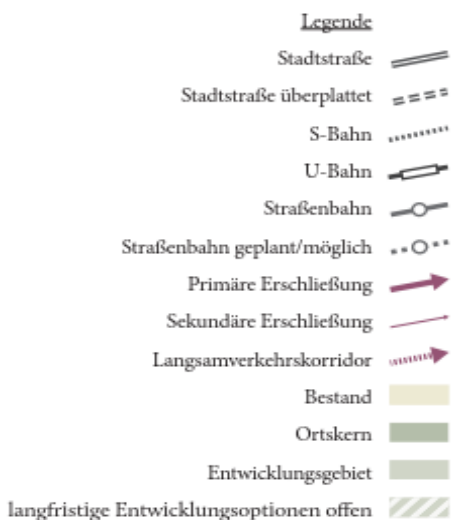 Legende
Stadtstraße
Stadtstraße überplattet
S-Bahn
U-Bahn
Straßenbahn
Straßenbahn geplant/möglich
Primäre Erschließung
Sekundäre Erschließung
Langsamverkehrskorridor
Bestand
Ortskern
Entwicklungsgebiet
langfristige Entwicklungsoptionen offen